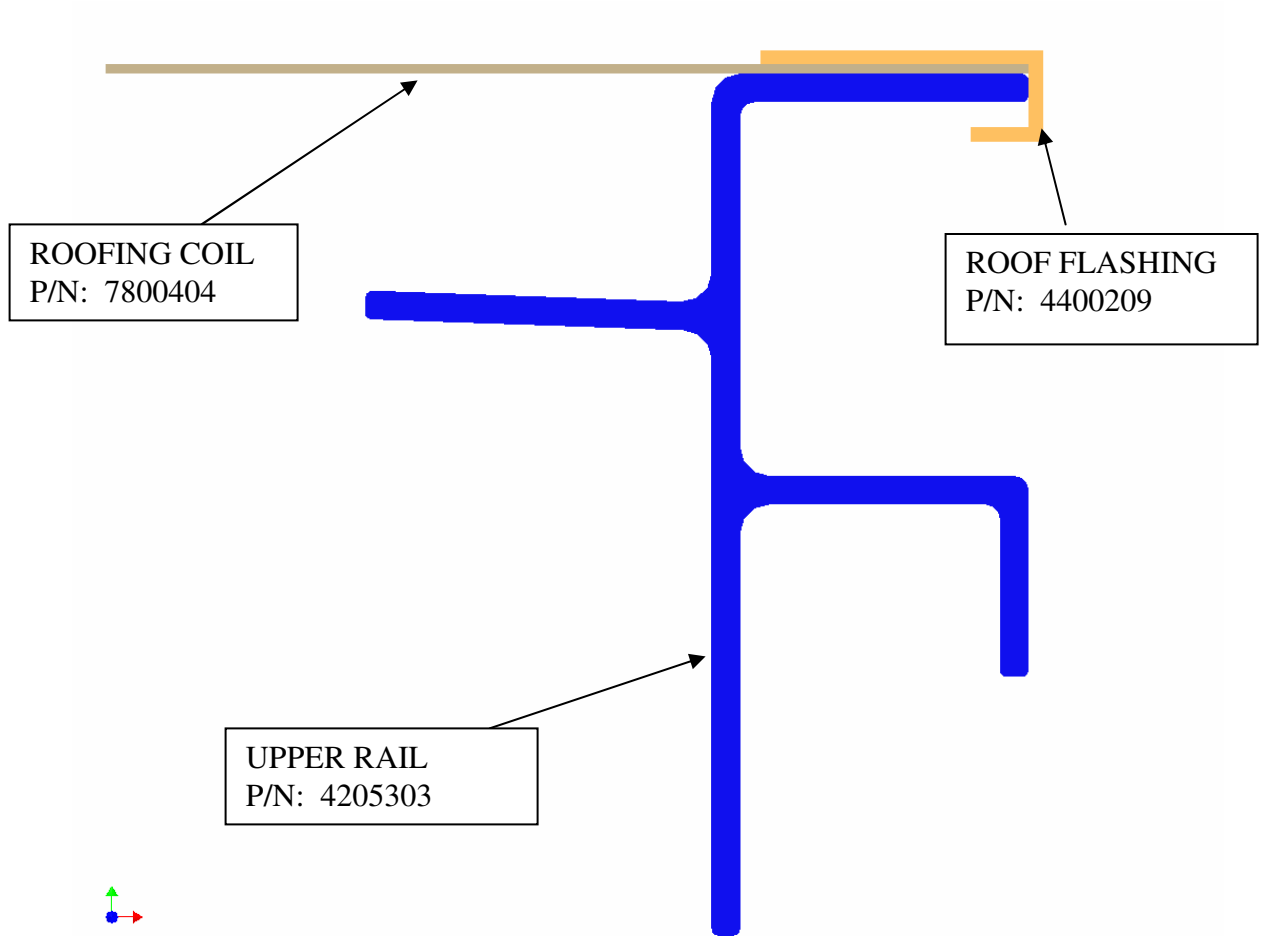 ROOFING COIL
P/N: 7800404
ROOF FLASHING
P/N: 4400209
UPPER RAIL
P/N: 4205303